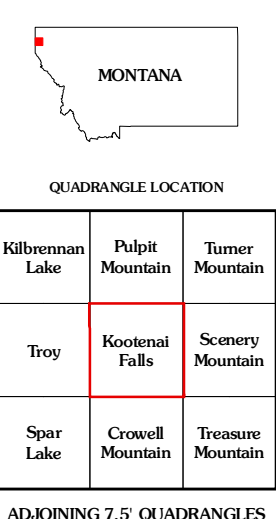 MONTANA
QUADRANGLE LOCATION
Kilbrennan
Lake
Pulpit
Mountain
Turner
Mountain
Troy
Kootenai
Falls
Scenery
Mountain
Spar
Lake
Crowell
Mountain
Treasure
Mountain
ADJOINING 7.5' QUADRANGLES